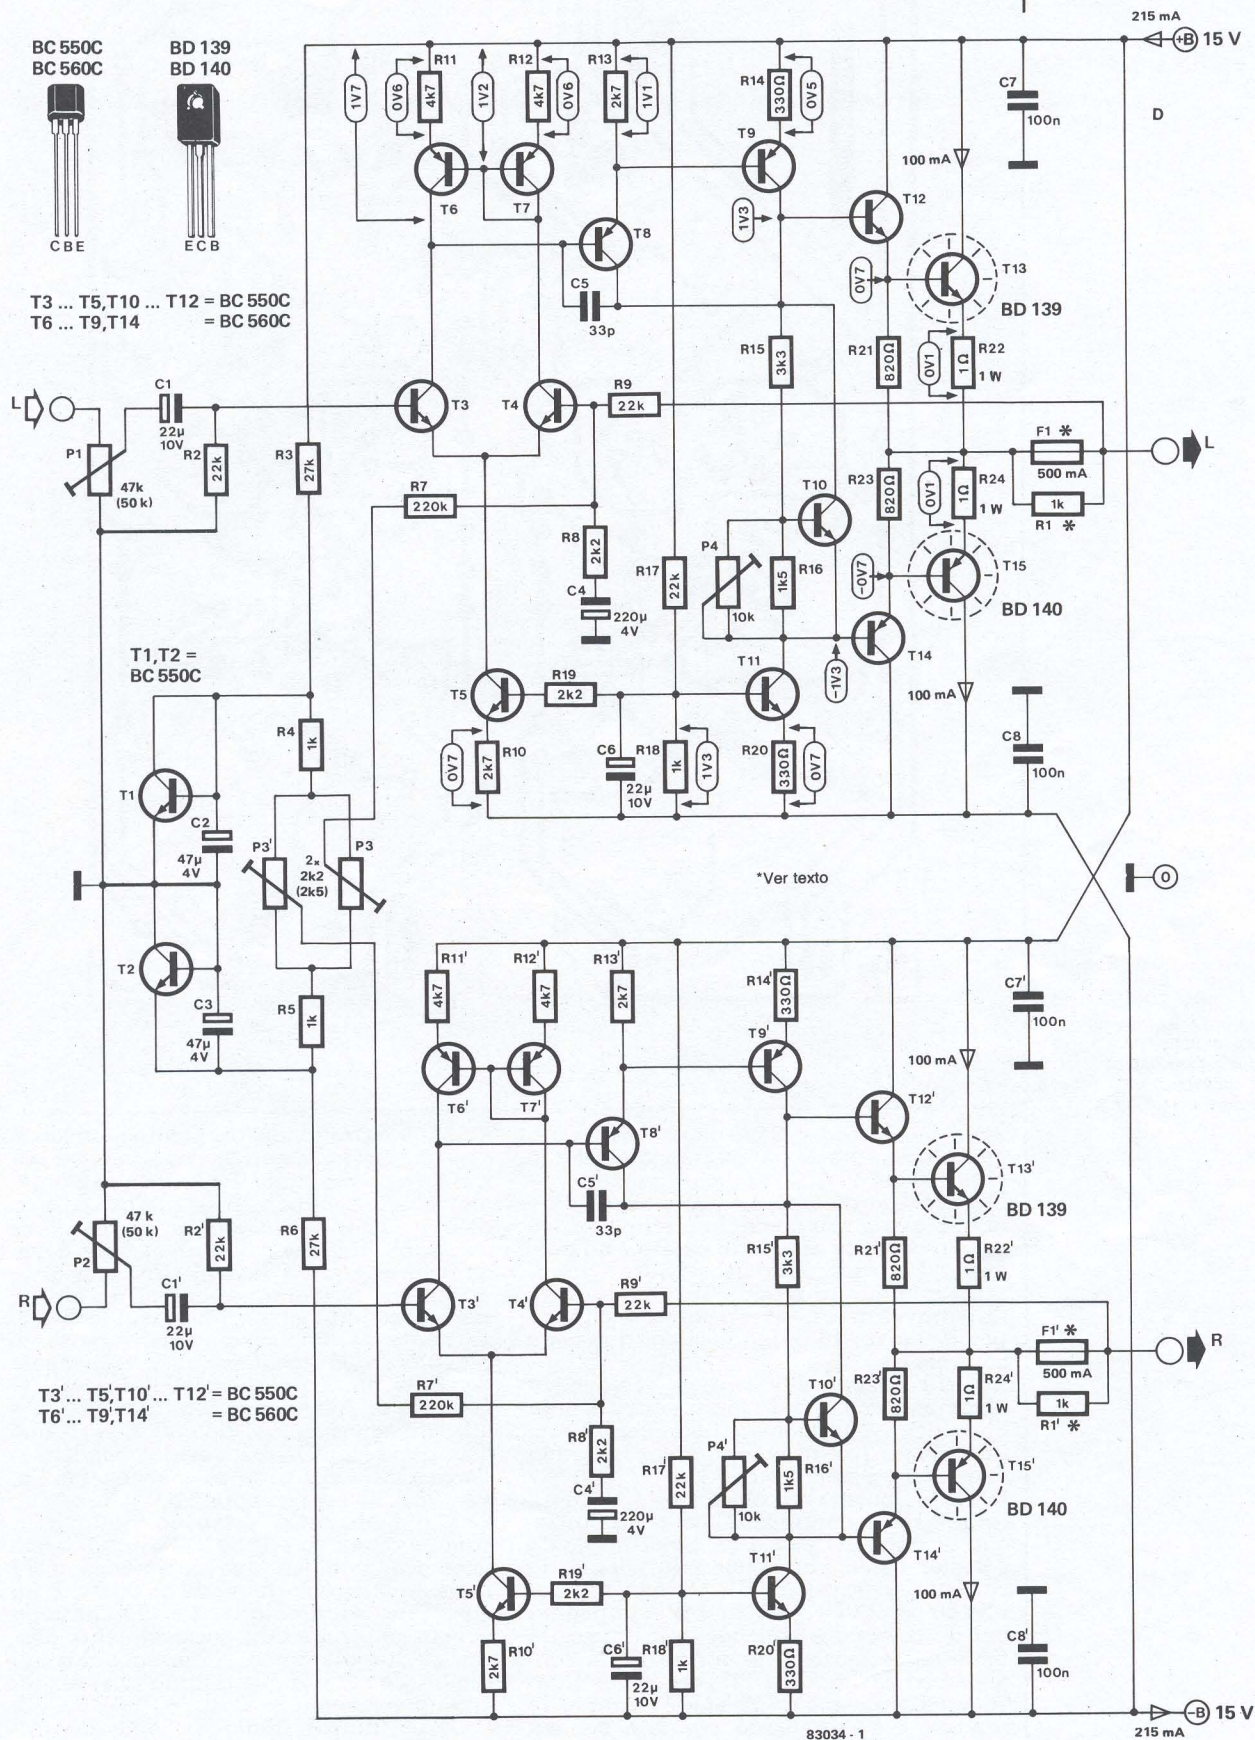 215 mA
+B 15 V
BC 550C
BC 560C
BD 139
BD 140
C B E
E C B
T3 ... T5,T10 ... T12 = BC 550C
T6 ... T9,T14 = BC 560C
1V7
0V6
R11
4k7
1V2
R12
4k7
0V6
R13
2k7
1V1
R14
330Ω
0V5
C7
100n
D
T6
T7
T8
T9
100 mA
1V3
T12
0V7
T13
BD 139
C5
33p
R15
3k3
R21
820Ω
0V1
R22
1Ω
1 W
L
C1
22µ
10V
P1
47k
(50 k)
R2
22k
R3
27k
T3
T4
R9
22k
F1 *
500 mA
L
R7
220k
R8
2k2
C4
220µ
4V
T10
R23
820Ω
0V1
R24
1Ω
1 W
1k
R1 *
R17
22k
P4
10k
R16
1k5
-0V7
T15
BD 140
T1,T2 =
BC 550C
T14
-1V3
T5
R19
2k2
T11
100 mA
R4
1k
0V7
R10
2k7
C6
22µ
10V
R18
1k
1V3
R20
330Ω
0V7
C8
100n
T1
C2
47µ
4V
P3'
2x
2k2
(2k5)
P3
*Ver texto
0
T2
C3
47µ
4V
R5
1k
R11'
4k7
R12'
4k7
R13'
2k7
R14'
330Ω
C7'
100n
T6'
T7'
T8'
T9'
100 mA
T12'
T13'
BD 139
C5'
33p
R15'
3k3
R21'
820Ω
R22'
1Ω
1 W
47 k
(50 k)
P2
R2'
22k
R6
27k
R
C1'
22µ
10V
T3'
T4'
R9'
22k
F1' *
500 mA
R
T3'... T5',T10'... T12' = BC 550C
T6'... T9',T14' = BC 560C
R7'
220k
R8'
2k2
C4'
220µ
4V
T10'
R23'
820Ω
R24'
1Ω
1 W
1k
R1' *
R17'
22k
P4'
10k
R16'
1k5
T15'
BD 140
T14'
T5'
R19'
2k2
T11'
100 mA
R10'
2k7
C6'
22µ
10V
R18'
1k
R20'
330Ω
C8'
100n
-B 15 V
215 mA
83034 - 1